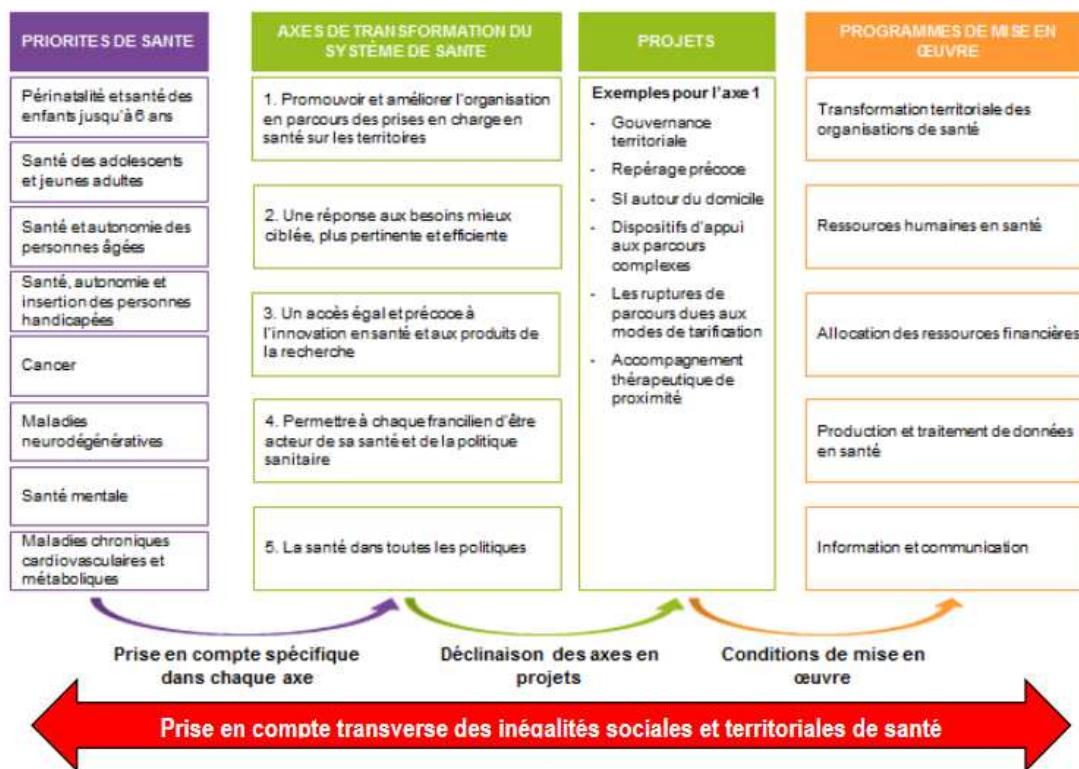 PRIORITES DE SANTE
Périnatalité et santé des
enfants jusqu'à 6 ans
Santé des adolescents
et jeunes adultes
Santé et autonomie des
personnes âgées
Santé, autonomie et
insertion des personnes
handicapées
Cancer
Maladies
neurodégénératives
Santé mentale
Maladies chroniques
cardiovasculaires et
métaboliques
AXES DE TRANSFORMATION DU
SYSTÈME DE SANTE
1. Promouvoir et améliorer l'organisation
en parcours des prises en charge en
santé sur les territoires
2. Une réponse aux besoins mieux
ciblée, plus pertinente et efficiente
3. Un accès égal et précoce à
l'innovation en santé et aux produits de
la recherche
4. Permettre à chaque francilien d'être
acteur de sa santé et de la politique
sanitaire
5. La santé dans toutes les politiques
PROJETS
Exemples pour l'axe 1
- Gouvernance
territoriale
- Repérage précoce
- SI autour du domicile
- Dispositifs d'appui
aux parcours
complexes
- Les ruptures de
parcours dues aux
modes de tarification
- Accompagnement
thérapeutique de
proximité
PROGRAMMES DE MISE EN
ŒUVRE
Transformation territoriale des
organisations de santé
Ressources humaines en santé
Allocation des ressources financières
Production et traitement de données
en santé
Information et communication
Prise en compte spécifique
dans chaque axe
Déclinaison des axes en
projets
Conditions de mise en
œuvre
Prise en compte transverse des inégalités sociales et territoriales de santé